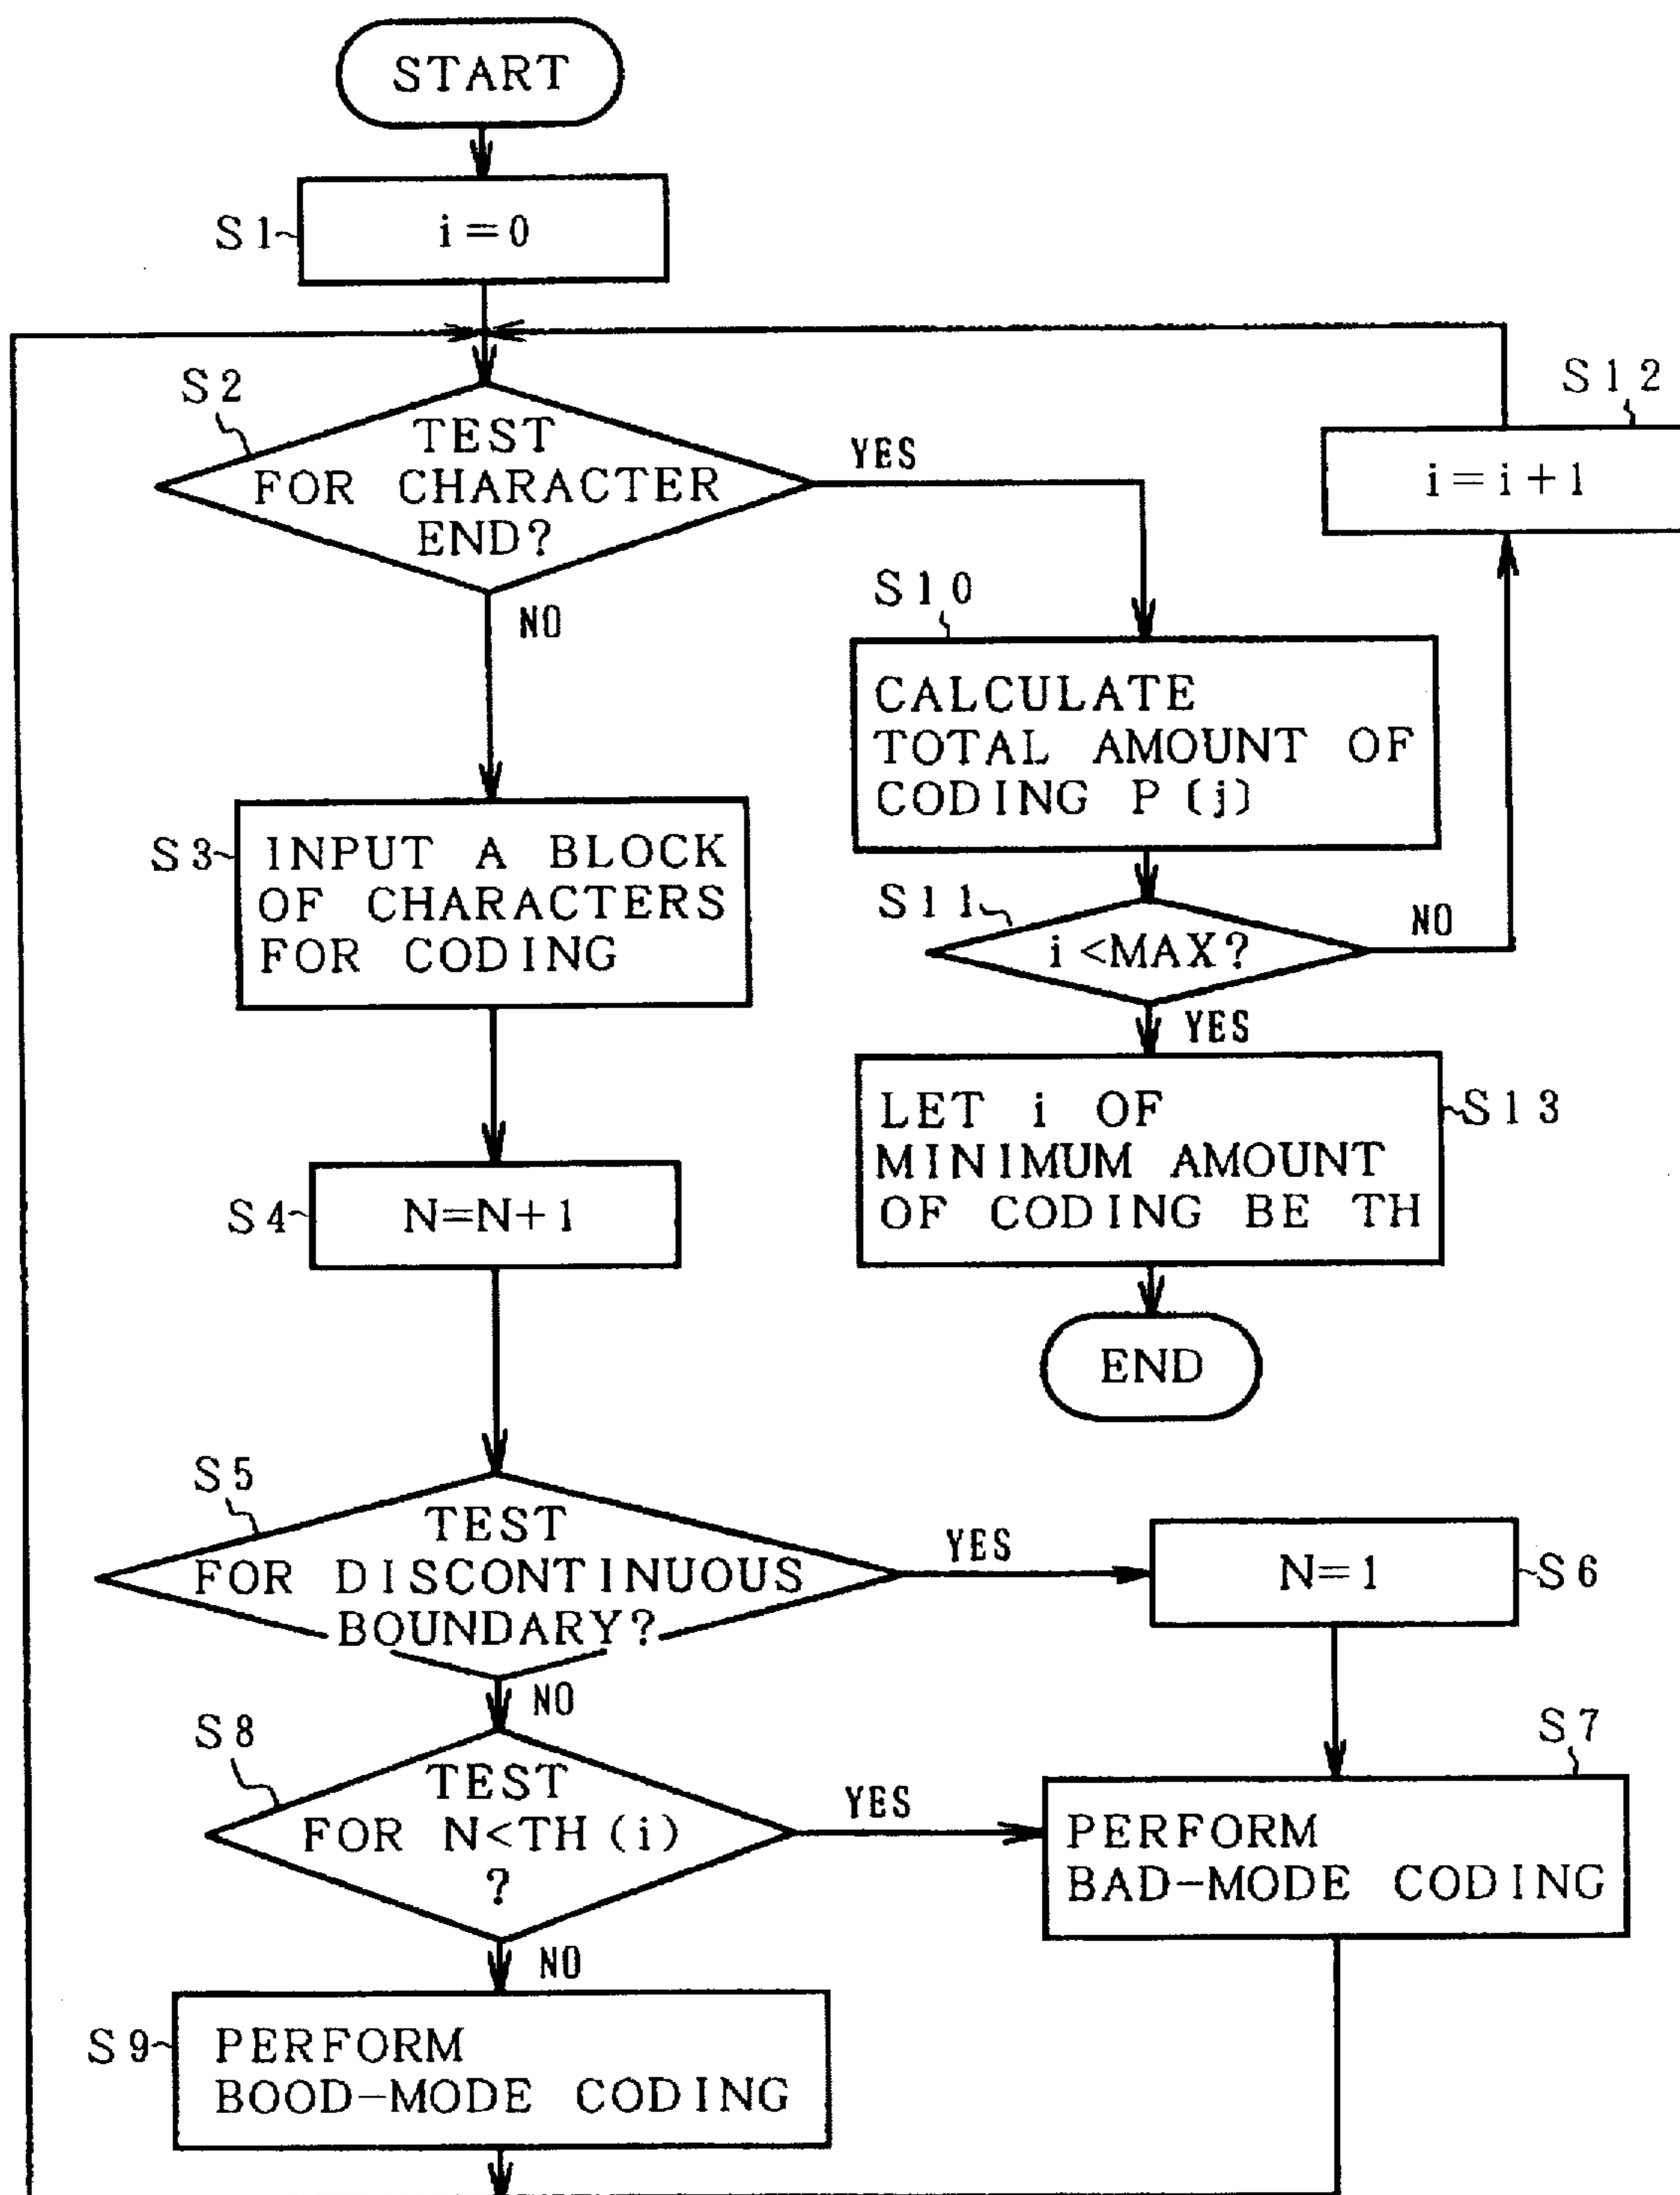 START
S1
i=0
S2
TEST
FOR CHARACTER
END?
YES
NO
S12
i=i+1
S10
CALCULATE
TOTAL AMOUNT OF
CODING P(j)
S3
INPUT A BLOCK
OF CHARACTERS
FOR CODING
S11
i<MAX?
NO
YES
LET i OF
MINIMUM AMOUNT
OF CODING BE TH
S13
S4
N=N+1
END
S5
TEST
FOR DISCONTINUOUS
BOUNDARY?
YES
NO
N=1
S6
S8
TEST
FOR N<TH(i)
?
YES
NO
S7
PERFORM
BAD-MODE CODING
S9
PERFORM
BOOD-MODE CODING